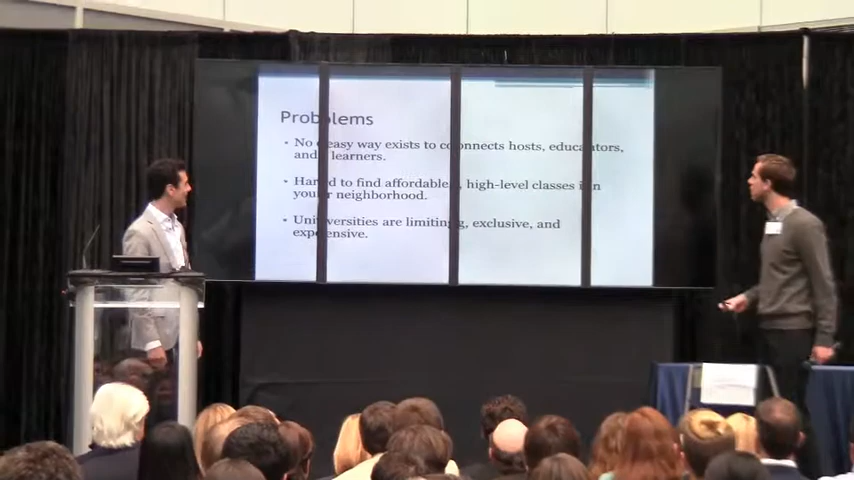 Problems
• No easy way exists to connects hosts, educators,
and learners.
• Hard to find affordable, high-level classes in
your neighborhood.
• Universities are limiting, exclusive, and
expensive.